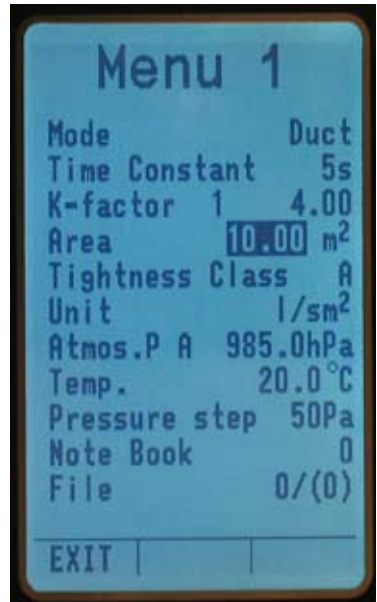 Menu 1
Mode Duct
Time Constant 5s
K-factor 1 4.00
Area 10.00 m²
Tightness Class A
Unit l/sm²
Atmos.P A 985.0hPa
Temp. 20.0°C
Pressure step 50Pa
Note Book 0
File 0/(0)
EXIT